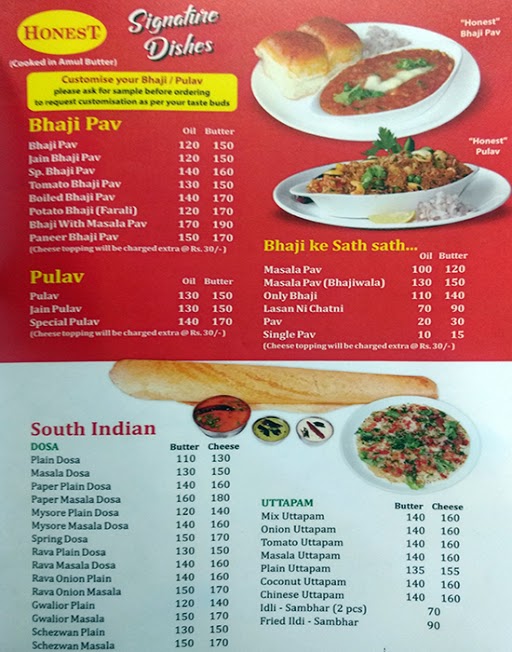 HONEST
Signature
Dishes
(Cooked in Amul Butter)
Customise your Bhaji / Pulav
please ask for sample before ordering
to request customisation as per your taste buds
"Honest"
Bhaji Pav
"Honest"
Pulav
Bhaji Pav
Oil Butter
Bhaji Pav 120 150
Jain Bhaji Pav 120 150
Sp. Bhaji Pav 140 160
Tomato Bhaji Pav 130 150
Boiled Bhaji Pav 140 170
Potato Bhaji (Farali) 120 170
Bhaji With Masala Pav 170 190
Paneer Bhaji Pav 150 170
(Cheese topping will be charged extra @ Rs. 30/-)
Pulav
Oil Butter
Pulav 130 150
Jain Pulav 130 150
Special Pulav 140 170
(Cheese topping will be charged extra @ Rs. 30/-)
Bhaji ke Sath sath...
Oil Butter
Masala Pav 100 120
Masala Pav (Bhajiwala) 130 150
Only Bhaji 110 140
Lasan Ni Chatni 70 90
Pav 20 30
Single Pav 10 15
(Cheese topping will be charged extra @ Rs. 30/-)
South Indian
DOSA Butter Cheese
Plain Dosa 110 130
Masala Dosa 130 150
Paper Plain Dosa 140 160
Paper Masala Dosa 160 180
Mysore Plain Dosa 120 140
Mysore Masala Dosa 140 160
Spring Dosa 150 170
Rava Plain Dosa 130 150
Rava Masala Dosa 140 160
Rava Onion Plain 140 160
Rava Onion Masala 150 170
Gwalior Plain 120 140
Gwalior Masala 150 170
Schezwan Plain 130 150
Schezwan Masala 150 170
UTTAPAM Butter Cheese
Mix Uttapam 140 160
Onion Uttapam 140 160
Tomato Uttapam 140 160
Masala Uttapam 140 160
Plain Uttapam 135 155
Coconut Uttapam 140 160
Chinese Uttapam 140 160
Idli - Sambhar (2 pcs) 70
Fried Ildi - Sambhar 90